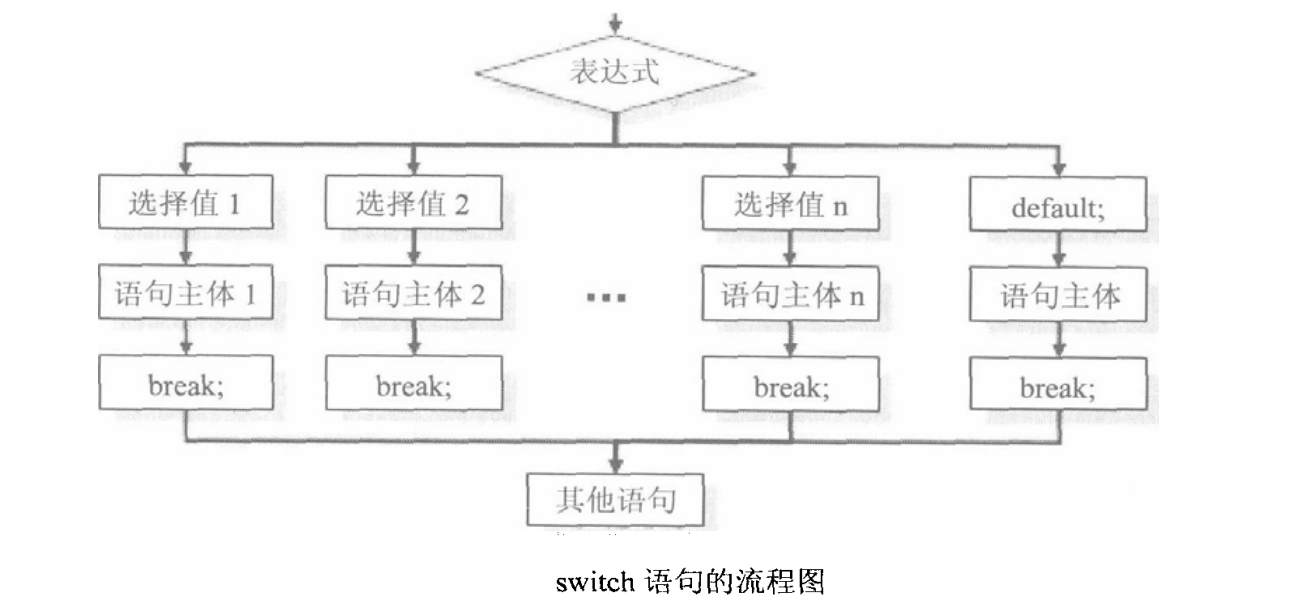 表达式
选择值 1 选择值 2 选择值 n default;
语句主体 1 语句主体 2 ... 语句主体 n 语句主体
break; break; break; break;
其他语句
switch 语句的流程图